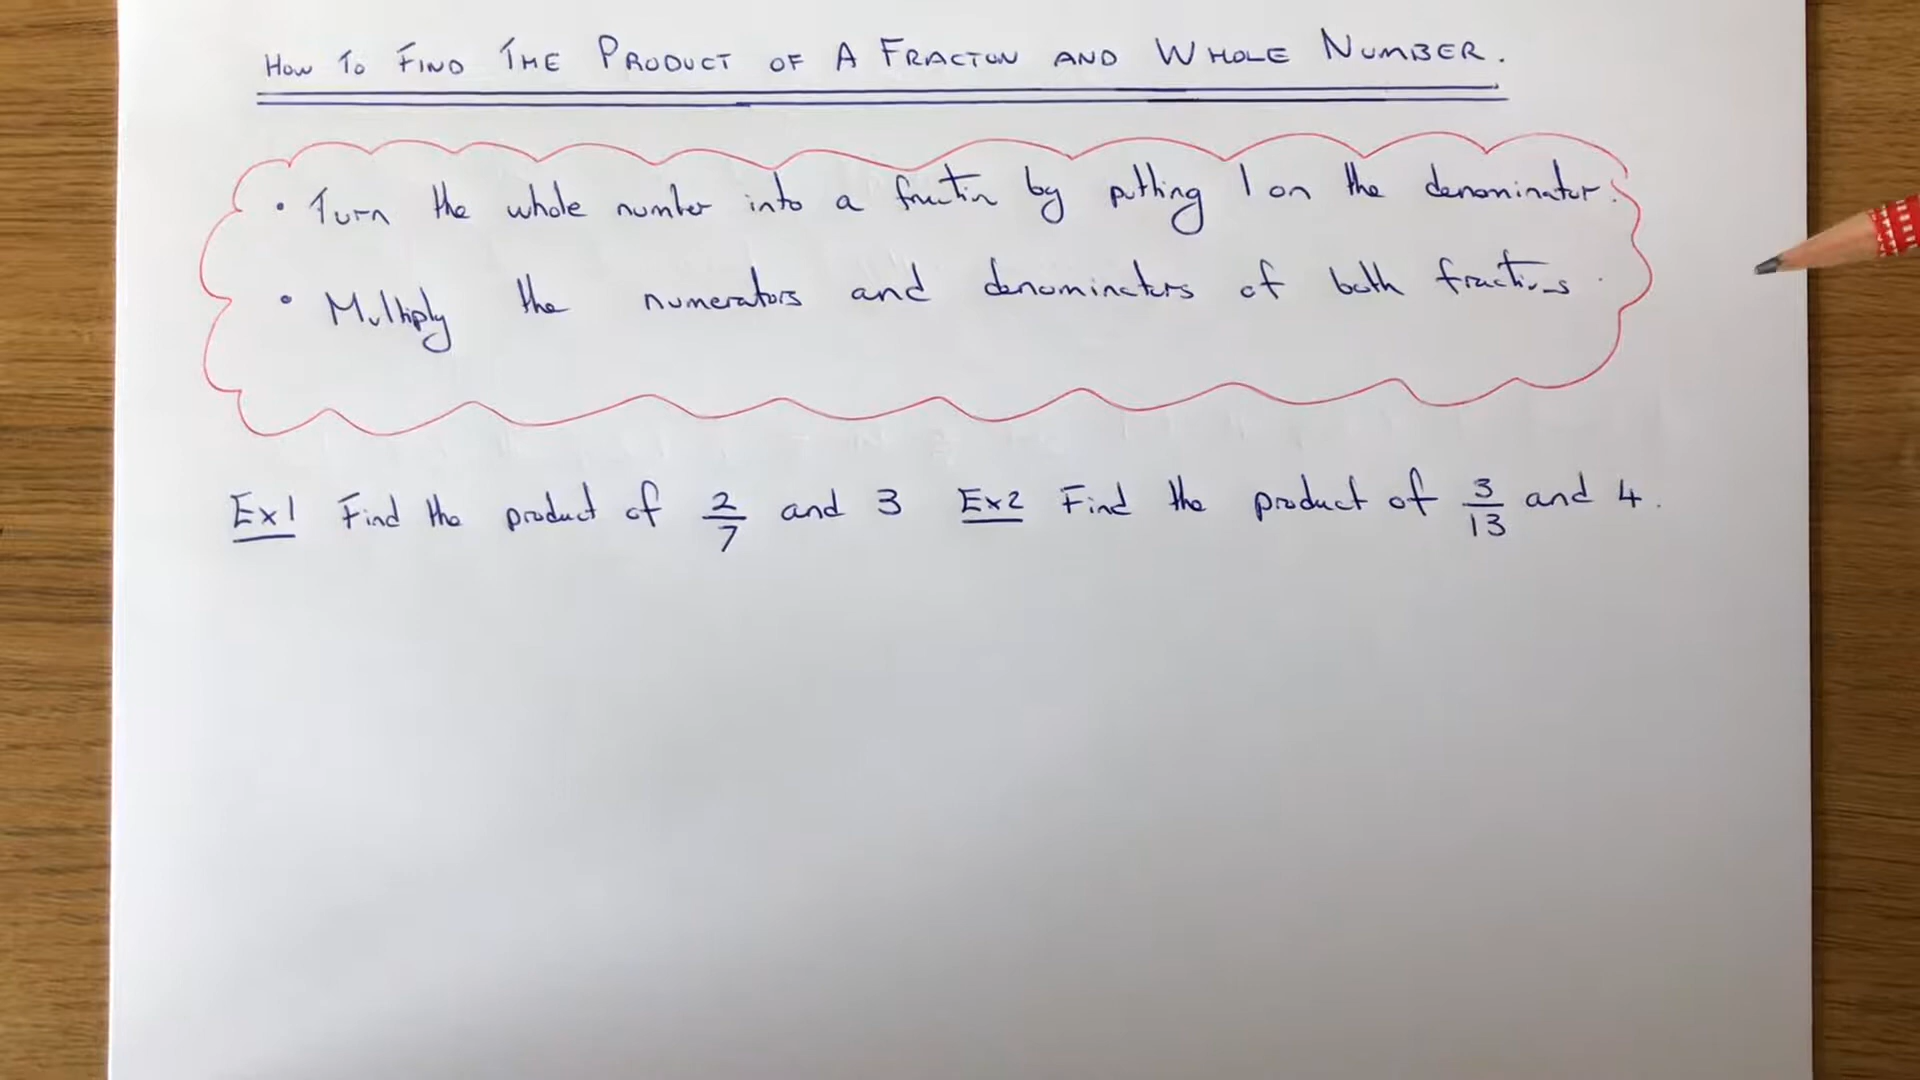 HOW TO FIND THE PRODUCT OF A FRACTON AND WHOLE NUMBER.
• Turn the whole number into a fraction by putting 1 on the denominator.
• Multiply the numerators and denominators of both fractions.
Ex1 Find the product of 2/7 and 3 Ex2 Find the product of 3/13 and 4.